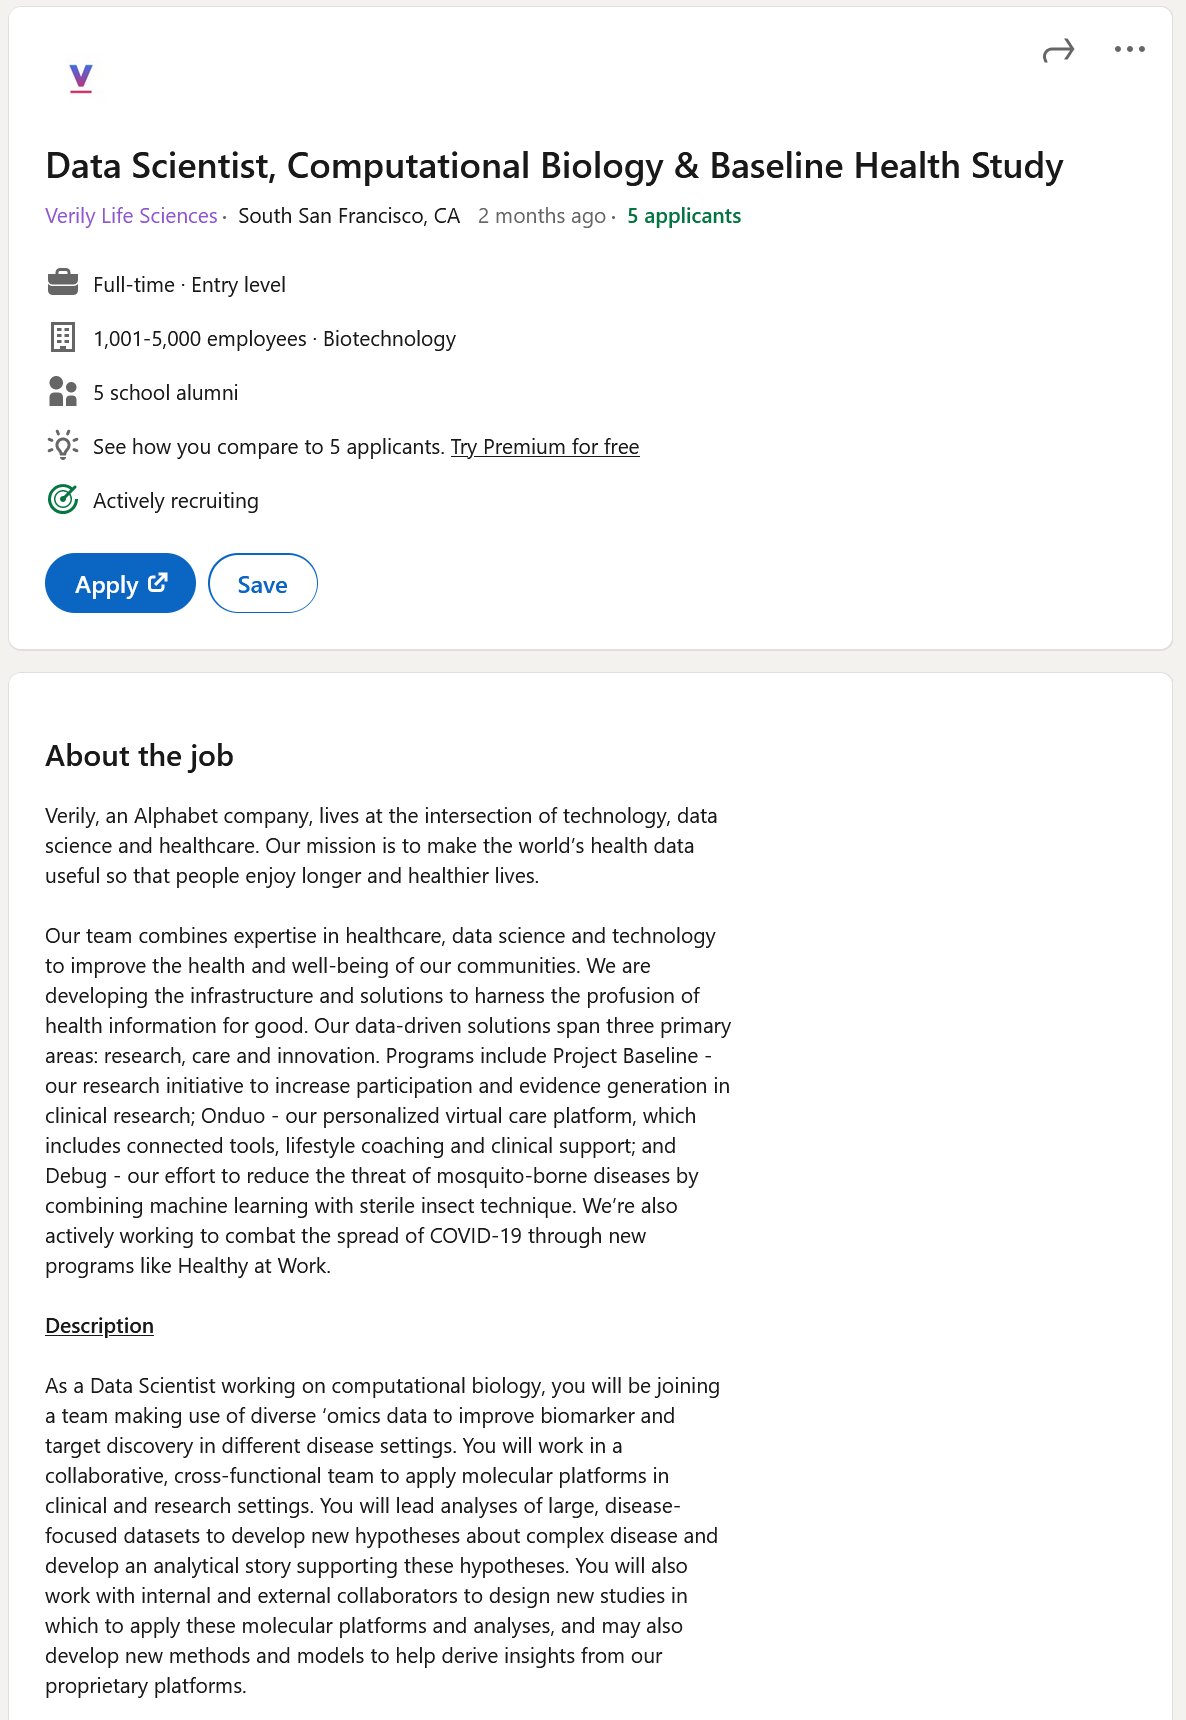 V
Data Scientist, Computational Biology & Baseline Health Study
Verily Life Sciences · South San Francisco, CA 2 months ago · 5 applicants
Full-time · Entry level
1,001-5,000 employees · Biotechnology
5 school alumni
See how you compare to 5 applicants. Try Premium for free
Actively recruiting
Apply
Save
About the job
Verily, an Alphabet company, lives at the intersection of technology, data
science and healthcare. Our mission is to make the world’s health data
useful so that people enjoy longer and healthier lives.
Our team combines expertise in healthcare, data science and technology
to improve the health and well-being of our communities. We are
developing the infrastructure and solutions to harness the profusion of
health information for good. Our data-driven solutions span three primary
areas: research, care and innovation. Programs include Project Baseline -
our research initiative to increase participation and evidence generation in
clinical research; Onduo - our personalized virtual care platform, which
includes connected tools, lifestyle coaching and clinical support; and
Debug - our effort to reduce the threat of mosquito-borne diseases by
combining machine learning with sterile insect technique. We’re also
actively working to combat the spread of COVID-19 through new
programs like Healthy at Work.
Description
As a Data Scientist working on computational biology, you will be joining
a team making use of diverse ‘omics data to improve biomarker and
target discovery in different disease settings. You will work in a
collaborative, cross-functional team to apply molecular platforms in
clinical and research settings. You will lead analyses of large, disease-
focused datasets to develop new hypotheses about complex disease and
develop an analytical story supporting these hypotheses. You will also
work with internal and external collaborators to design new studies in
which to apply these molecular platforms and analyses, and may also
develop new methods and models to help derive insights from our
proprietary platforms.